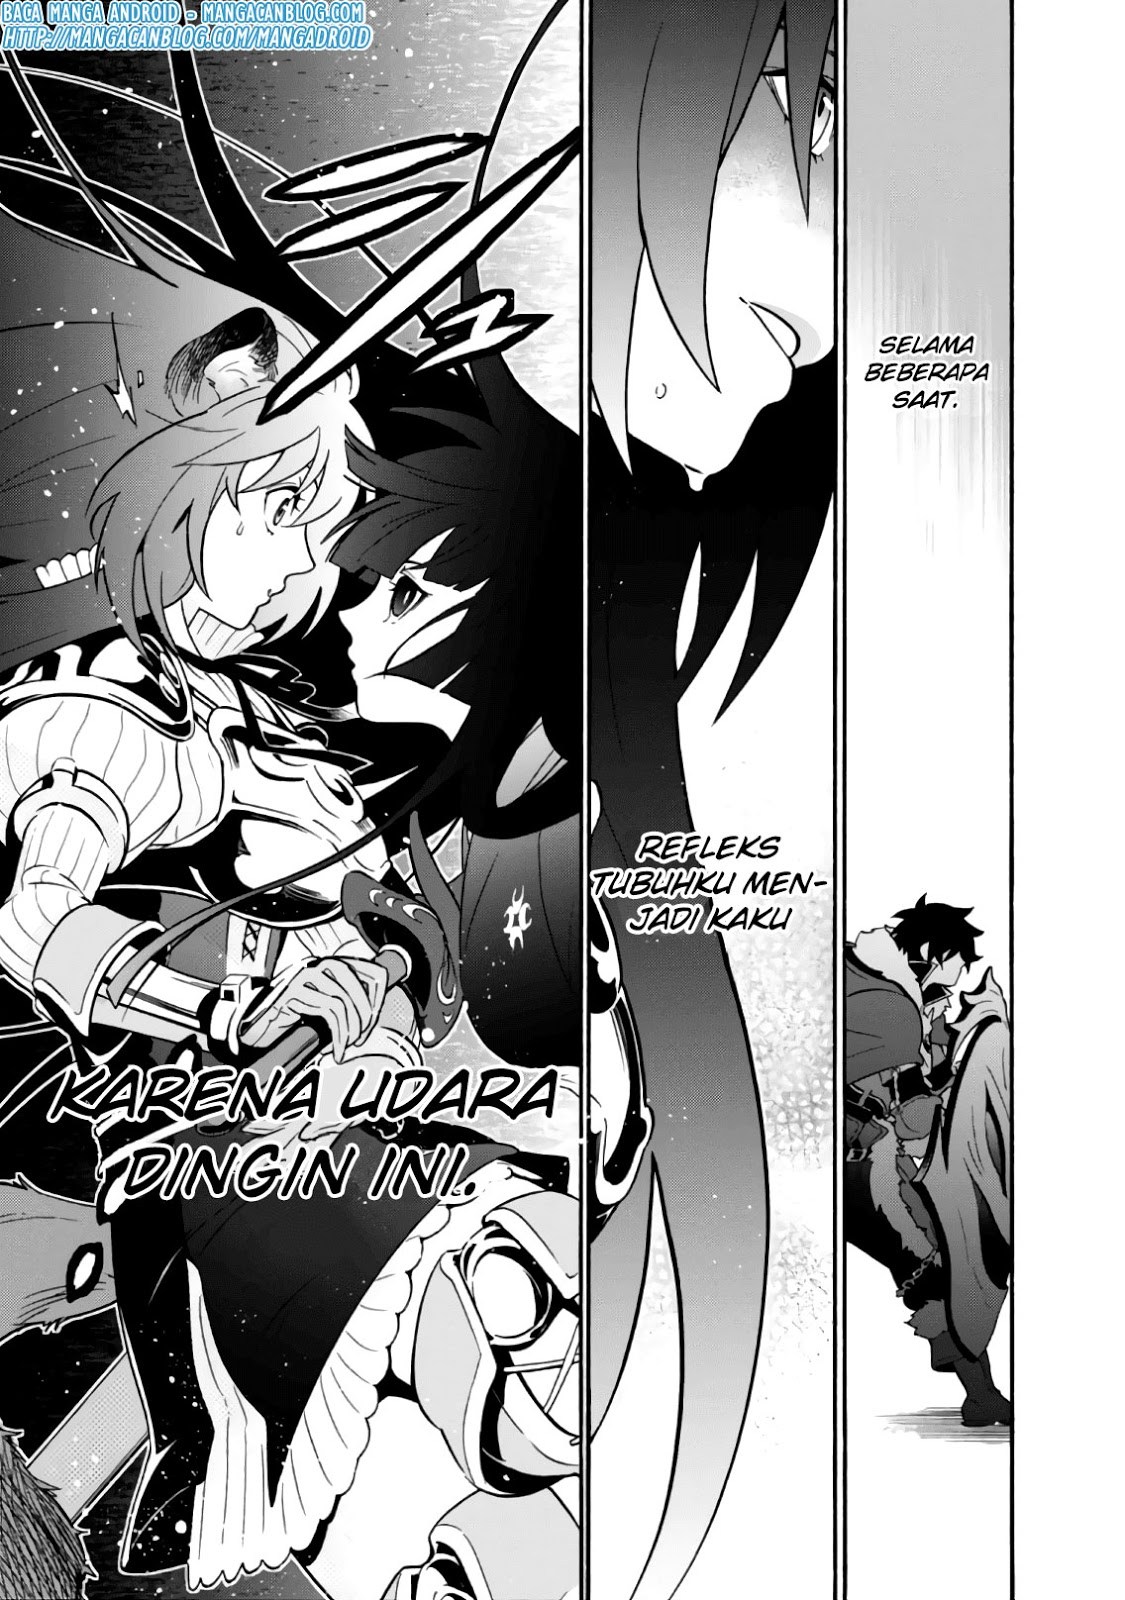 BACA MANGA ANDROID - MANGACANBLOG.COM
HTTP://MANGACANBLOG.COM/MANGADROID
SELAMA
BEBERAPA
SAAT.
REFLEKS
TUBUHKU MEN-
JADI KAKU
KARENA UDARA
DINGIN INI.